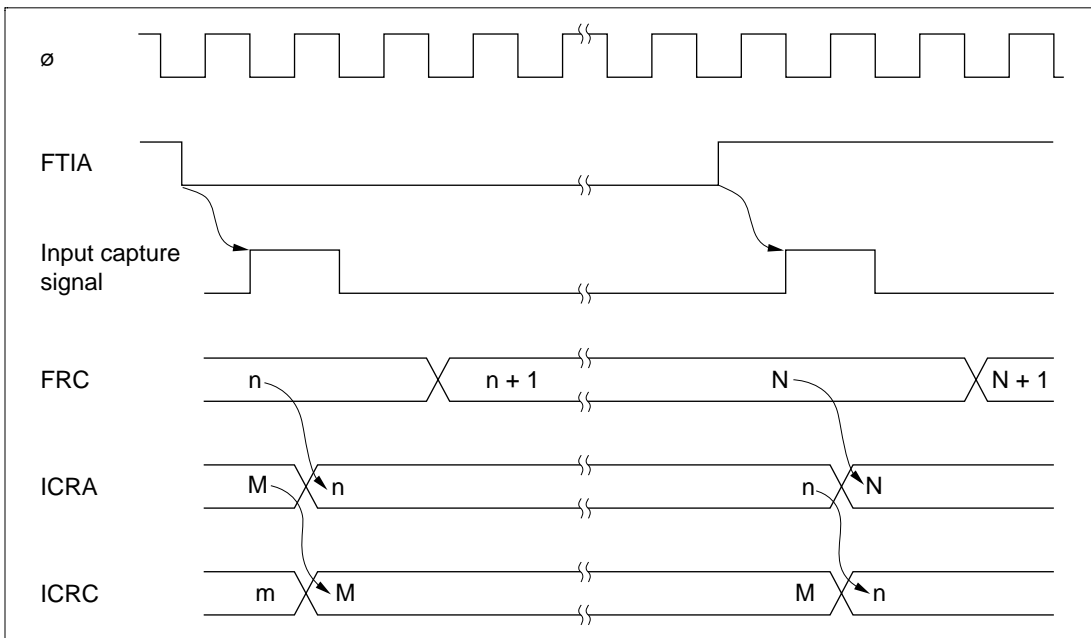 ø
FTIA
Input capture
signal
FRC
n
n + 1
N
N + 1
ICRA
M
n
n
N
ICRC
m
M
M
n